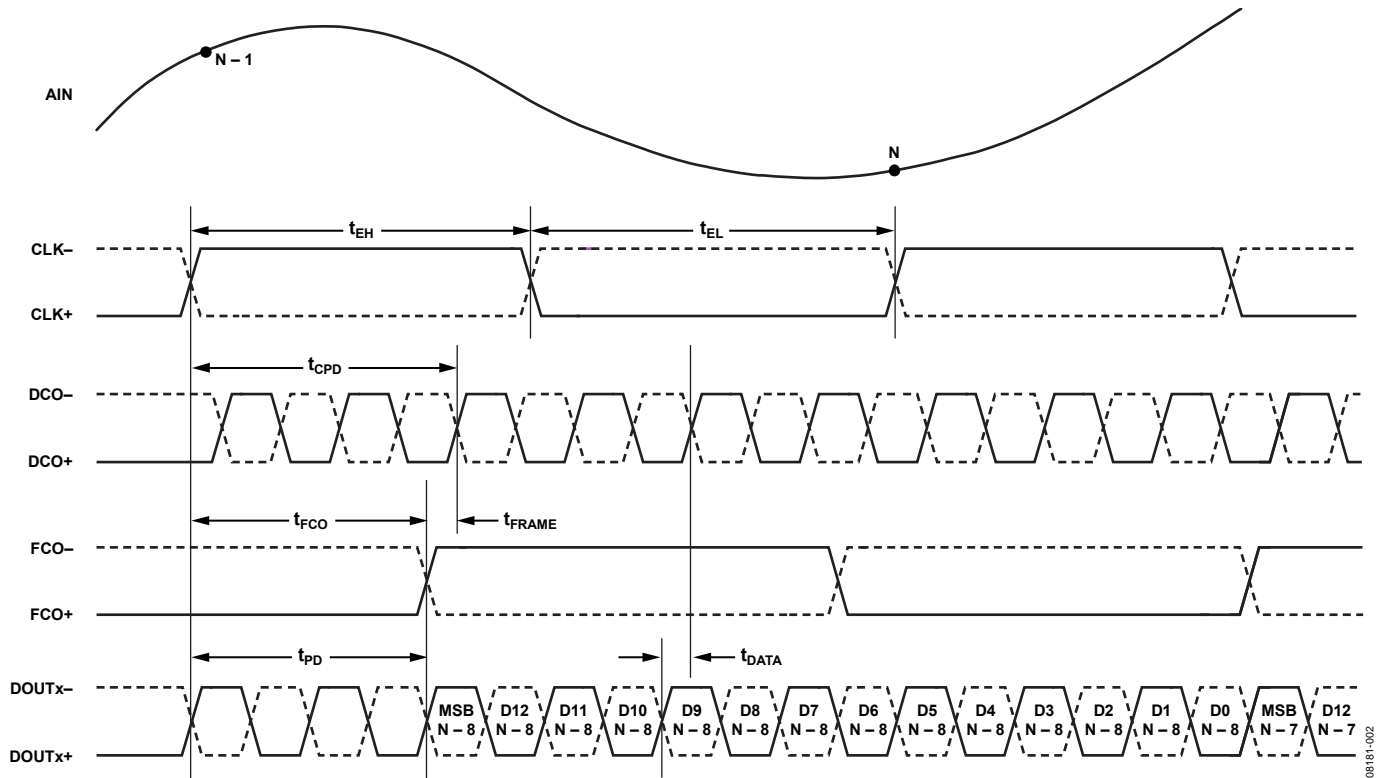 N – 1
AIN
N
tEH
tEL
CLK–
CLK+
tCPD
DCO–
DCO+
tFCO
tFRAME
FCO–
FCO+
tPD
tDATA
DOUTx–
MSB D12 D11 D10 D9 D8 D7 D6 D5 D4 D3 D2 D1 D0 MSB D12
N – 8 N – 8 N – 8 N – 8 N – 8 N – 8 N – 8 N – 8 N – 8 N – 8 N – 8 N – 8 N – 8 N – 8 N – 7 N – 7
DOUTx+
08181-002